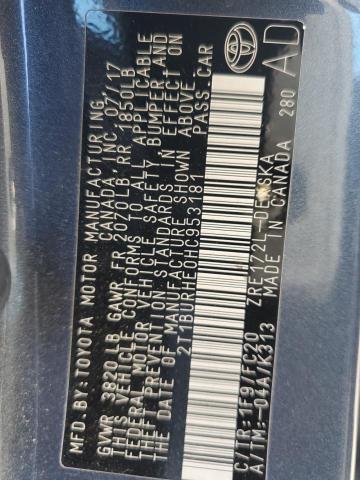 MFD. BY: TOYOTA MOTOR MANUFACTURING
CANADA, INC. 07/17
GVWR 3820LB GAWR FR 2070LB RR 1850LB
THIS VEHICLE CONFORMS TO ALL APPLICABLE
FEDERAL MOTOR VEHICLE SAFETY, BUMPER, AND
THEFT PREVENTION STANDARDS IN EFFECT ON
THE DATE OF MANUFACTURE SHOWN ABOVE.
2T1BURHE0HC953181 PASS. CAR
C/TR: 1F9/FC20 ZRE172L-DEMSKA
A/TM: -04A/K313 MADE IN CANADA 280
AD